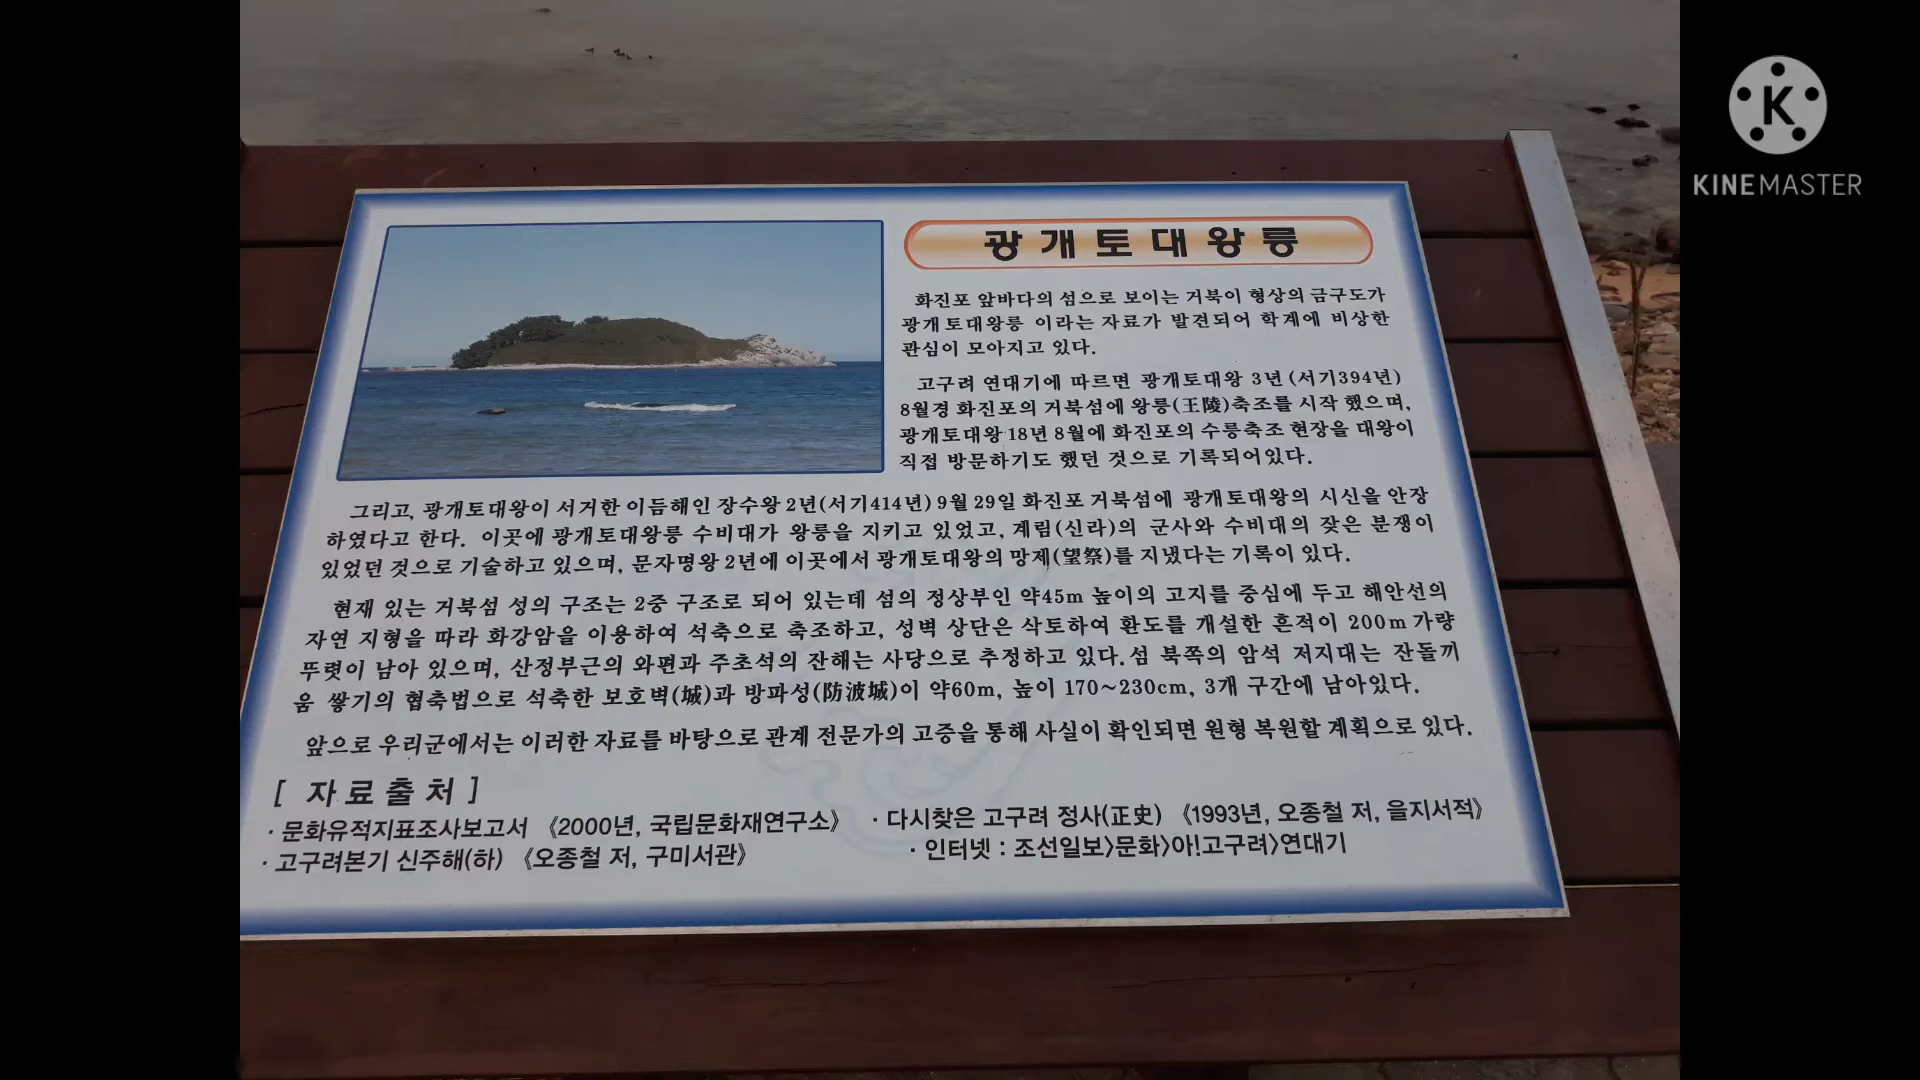 광개토대왕릉
화진포 앞바다의 섬으로 보이는 거북이 형상의 금구도가
광개토대왕릉 이라는 자료가 발견되어 학계에 비상한
관심이 모아지고 있다.
고구려 연대기에 따르면 광개토대왕 3년(서기394년)
8월경 화진포의 거북섬에 왕릉(王陵)축조를 시작 했으며,
광개토대왕 18년 8월에 화진포의 수릉축조 현장을 대왕이
직접 방문하기도 했던 것으로 기록되어있다.
그리고, 광개토대왕이 서거한 이듬해인 장수왕 2년(서기414년) 9월 29일 화진포 거북섬에 광개토대왕의 시신을 안장
하였다고 한다. 이곳에 광개토대왕릉 수비대가 왕릉을 지키고 있었고, 계림(신라)의 군사와 수비대의 잦은 분쟁이
있었던 것으로 기술하고 있으며, 문자명왕 2년에 이곳에서 광개토대왕의 망제(望祭)를 지냈다는 기록이 있다.
현재 있는 거북섬 성의 구조는 2중 구조로 되어 있는데 섬의 정상부인 약45m 높이의 고지를 중심에 두고 해안선의
자연 지형을 따라 화강암을 이용하여 석축으로 축조하고, 성벽 상단은 삭토하여 환도를 개설한 흔적이 200m 가량
뚜렷이 남아 있으며, 산정부근의 와편과 주초석의 잔해는 사당으로 추정하고 있다. 섬 북쪽의 암석 저지대는 잔돌끼
움 쌓기의 협축법으로 석축한 보호벽(城)과 방파성(防波城)이 약60m, 높이 170~230cm, 3개 구간에 남아있다.
앞으로 우리군에서는 이러한 자료를 바탕으로 관계 전문가의 고증을 통해 사실이 확인되면 원형 복원할 계획으로 있다.
[ 자료출처 ]
· 문화유적지표조사보고서 《2000년, 국립문화재연구소》 · 다시찾은 고구려 정사(正史) 《1993년, 오종철 저, 을지서적》
· 고구려본기 신주해(하) 《오종철 저, 구미서관》 · 인터넷 : 조선일보>문화>아!고구려>연대기
K
KINEMASTER